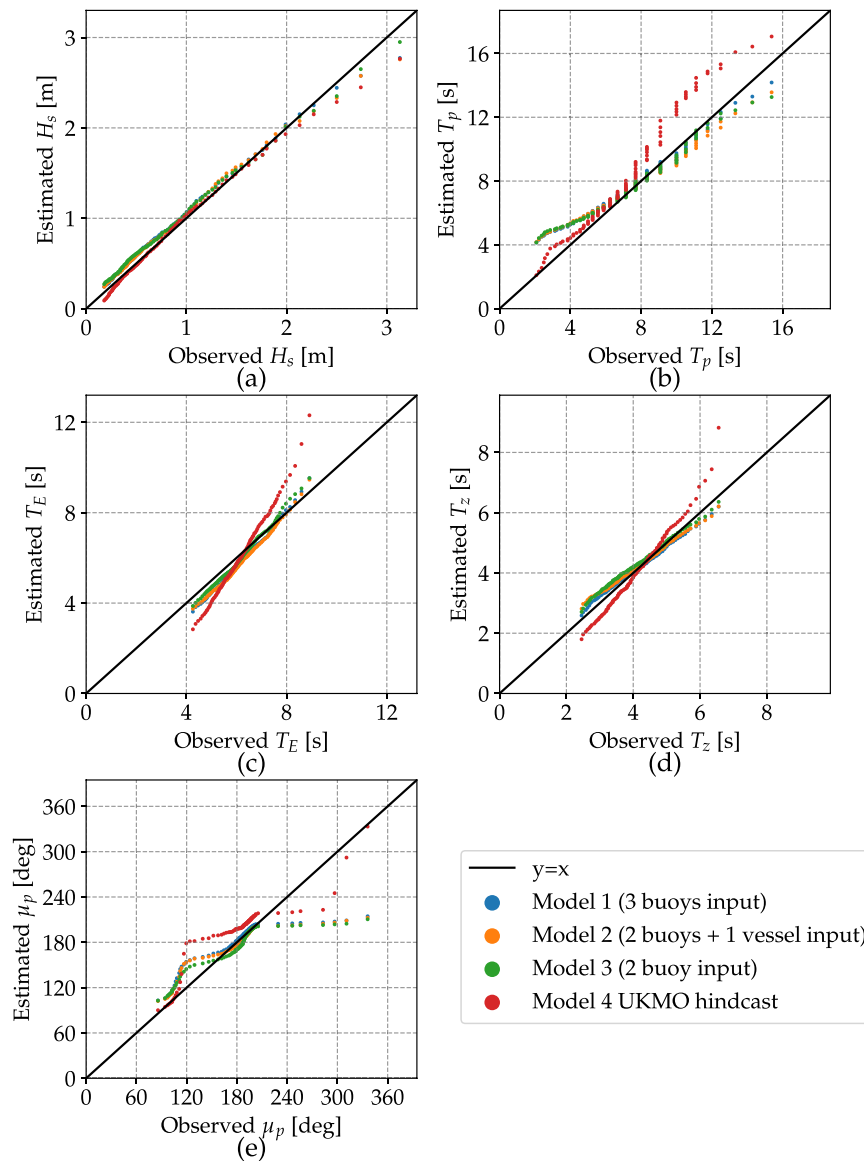 3
2
1
0
Estimated H_s [m]
0 1 2 3
Observed H_s [m]
(a)
16
12
8
4
0
Estimated T_p [s]
0 4 8 12 16
Observed T_p [s]
(b)
12
8
4
0
Estimated T_E [s]
0 4 8 12
Observed T_E [s]
(c)
8
6
4
2
0
Estimated T_z [s]
0 2 4 6 8
Observed T_z [s]
(d)
360
300
240
180
120
60
0
Estimated μ_p [deg]
0 60 120 180 240 300 360
Observed μ_p [deg]
(e)
y=x
Model 1 (3 buoys input)
Model 2 (2 buoys + 1 vessel input)
Model 3 (2 buoy input)
Model 4 UKMO hindcast